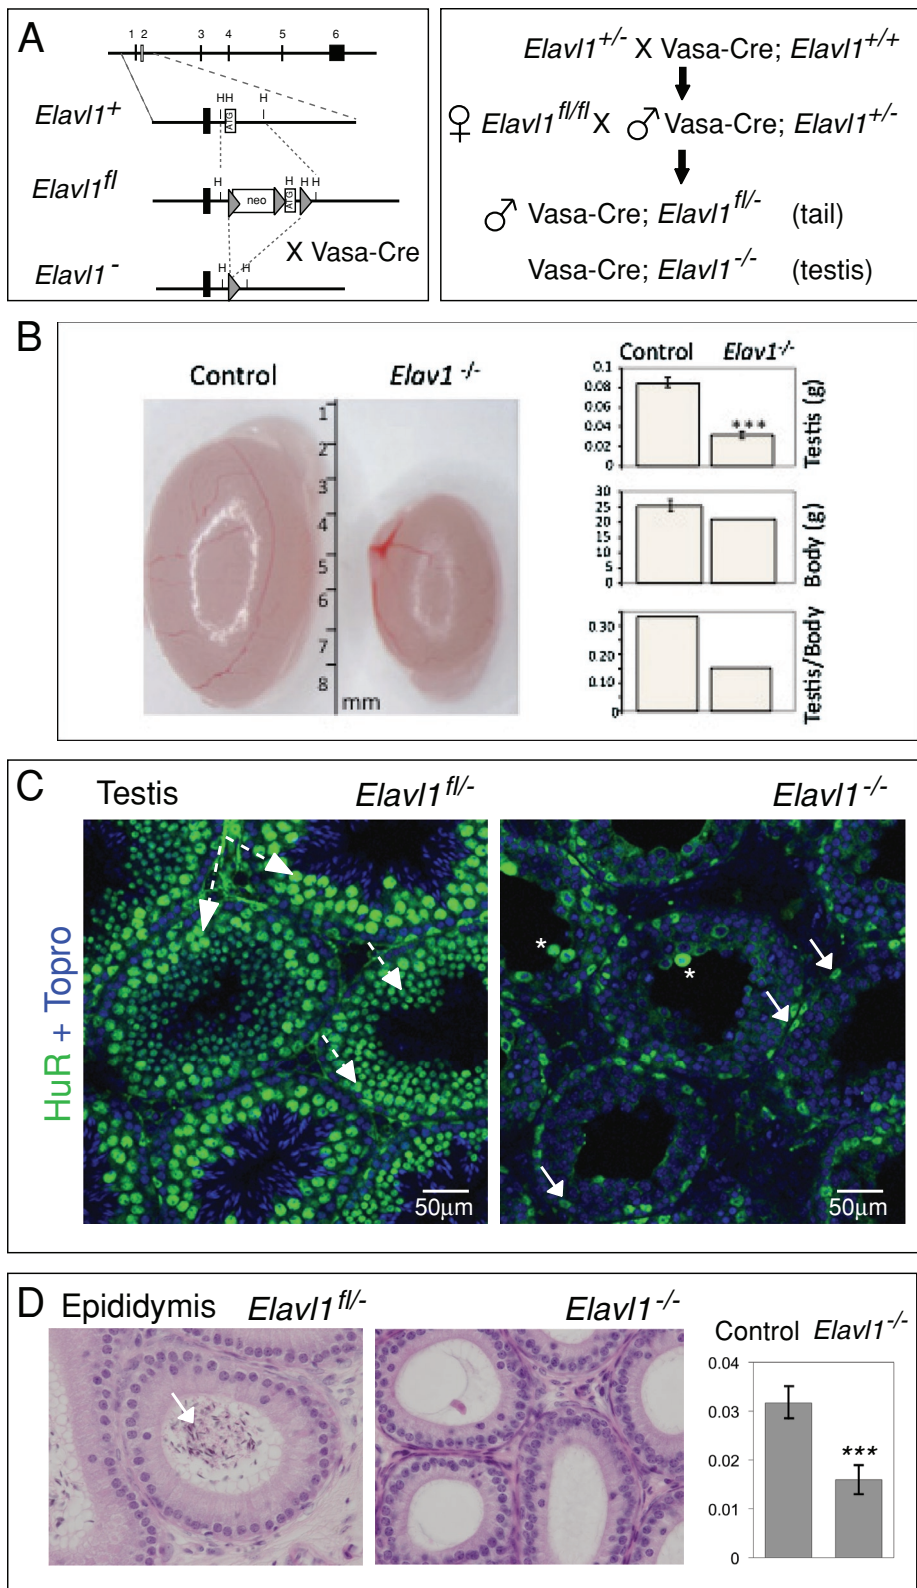 A
1 2 3 4 5 6
HH H
Elavl1+
ATG
Elavl1fl
H H H H
neo ATG
X Vasa-Cre
Elavl1-
H H
Elavl1+/- X Vasa-Cre; Elavl1+/+
♀ Elavl1fl/fl X ♂ Vasa-Cre; Elavl1+/-
♂ Vasa-Cre; Elavl1fl/- (tail)
Vasa-Cre; Elavl1-/- (testis)
B
Control Elav1 -/-
1
2
3
4
5
6
7
8
mm
Control Elav1-/-
0.1
0.08
0.06
0.04
0.02
0
***
Testis (g)
30
25
20
15
10
5
0
Body (g)
0.30
0.20
0.10
0
Testis/Body
C
Testis Elavl1fl/- Elavl1-/-
HuR + Topro
* *
50µm 50µm
D
Epididymis Elavl1fl/- Elavl1-/-
Control Elavl1-/-
0.04
0.03
0.02
0.01
0
***